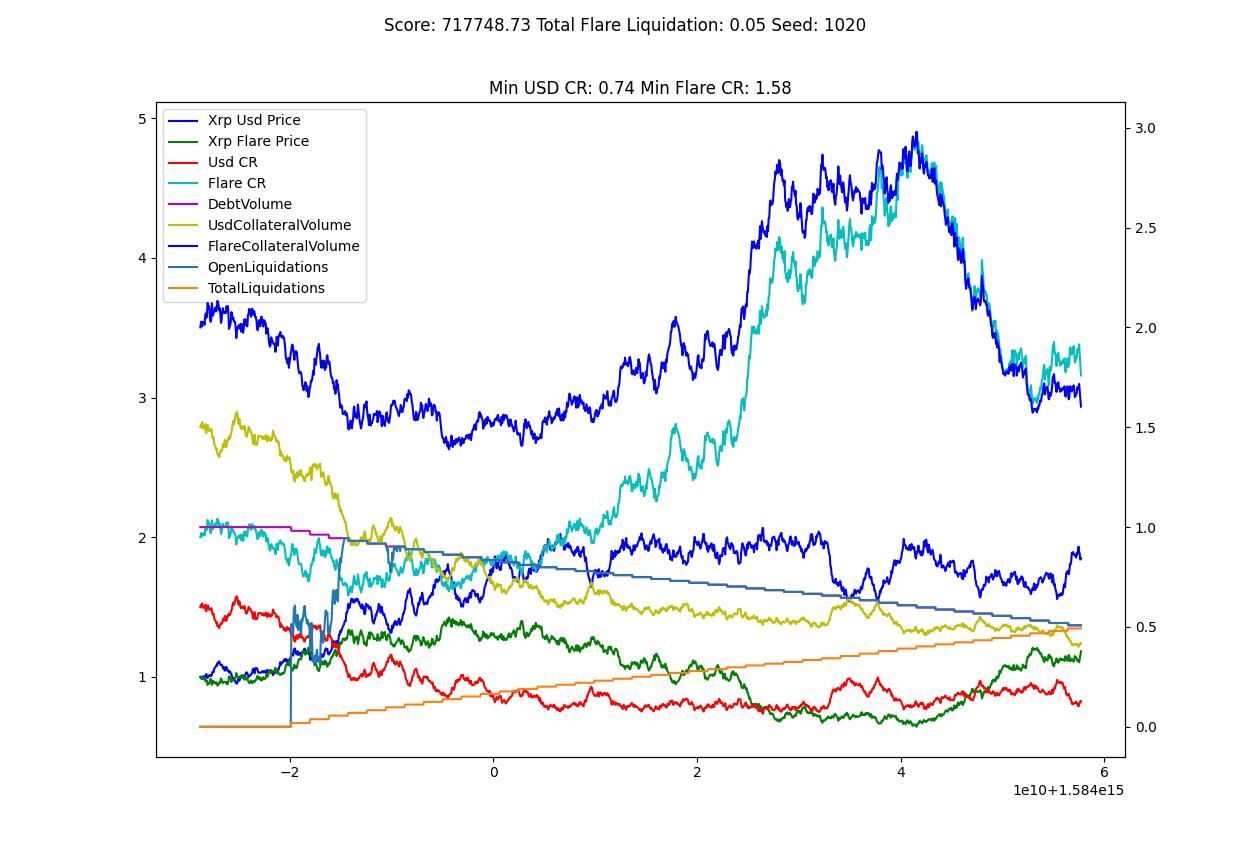 Score: 717748.73 Total Flare Liquidation: 0.05 Seed: 1020
Min USD CR: 0.74 Min Flare CR: 1.58
Xrp Usd Price
Xrp Flare Price
Usd CR
Flare CR
DebtVolume
UsdCollateralVolume
FlareCollateralVolume
OpenLiquidations
TotalLiquidations
5
4
3
2
1
3.0
2.5
2.0
1.5
1.0
0.5
0.0
−2 0 2 4 6
1e10+1.584e15